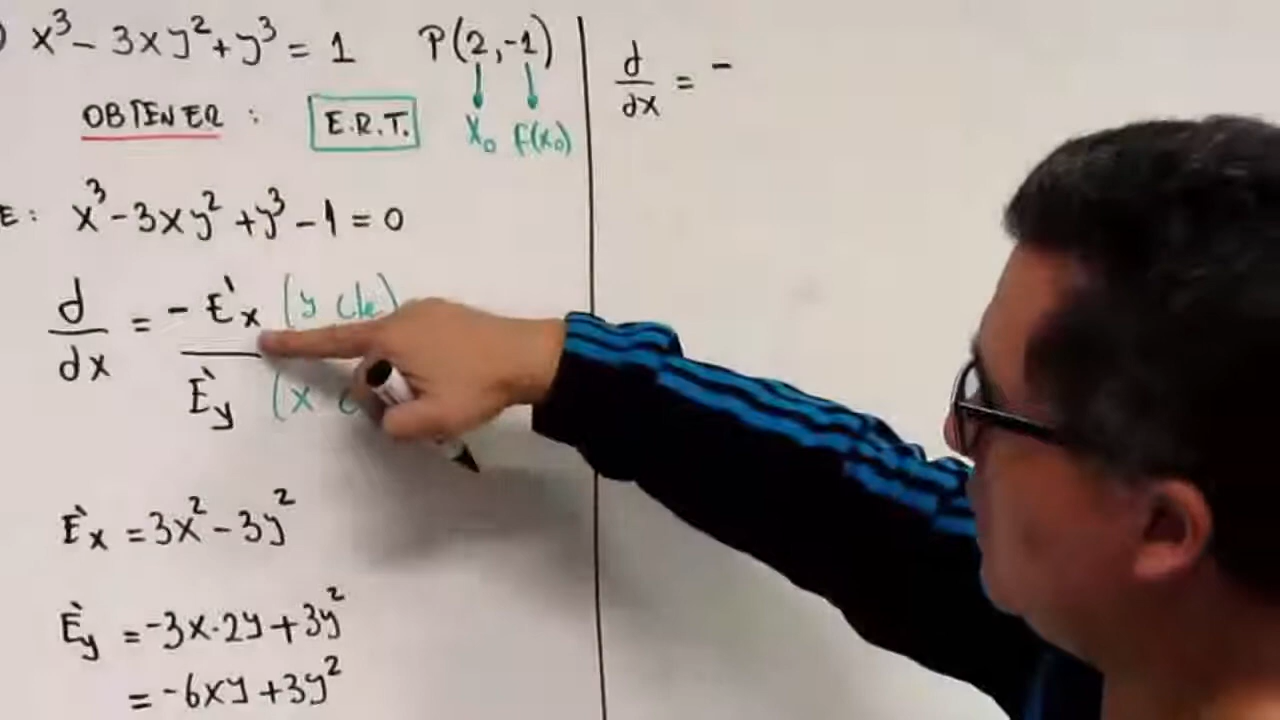 ) x³ - 3xy² + y³ = 1 P(2, -1)
OBTENER : E.R.T. x₀ f(x₀)
E: x³ - 3xy² + y³ - 1 = 0
d/dx = - E'x (y cte) / E'y (x
E'x = 3x² - 3y²
E'y = -3x·2y + 3y²
= -6xy + 3y²
d/dx = -